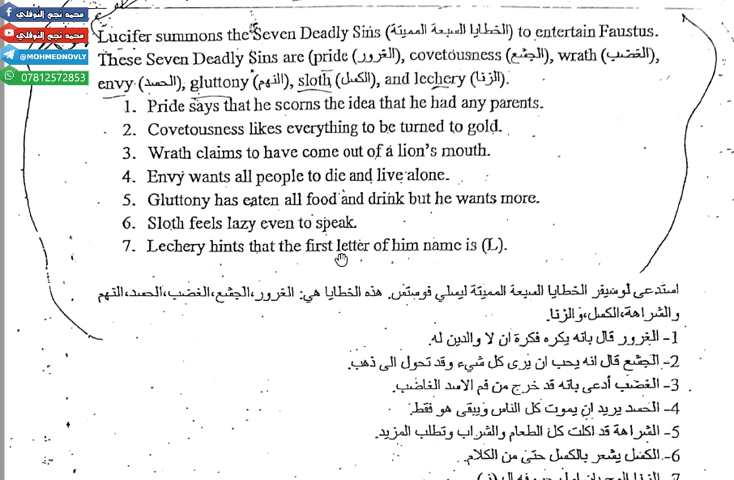 محمد نجم النوفلي
محمد نجم النوفلي
@MOHMEDNOVLY
07812572853
Lucifer summons the Seven Deadly Sins (الخطايا السبعة المميتة) to entertain Faustus.
These Seven Deadly Sins are (pride (الغرور), covetousness (الجشع), wrath (الغضب),
envy (الحسد), gluttony (النهم), sloth (الكسل), and lechery (الزنا).
1. Pride says that he scorns the idea that he had any parents.
2. Covetousness likes everything to be turned to gold.
3. Wrath claims to have come out of a lion's mouth.
4. Envy wants all people to die and live alone.
5. Gluttony has eaten all food and drink but he wants more.
6. Sloth feels lazy even to speak.
7. Lechery hints that the first letter of him name is (L).
استدعى لوسيفر الخطايا السبعة المميتة ليسلي فوستس. هذه الخطايا هي: الغرور،الجشع،الغضب،الحسد،النهم
والشراهة،الكسل،والزنا.
1- الغرور قال بانه يكره فكرة ان لا والدين له.
2- الجشع قال انه يحب ان يرى كل شيء وقد تحول الى ذهب.
3- الغضب أدعى بانه قد خرج من فم الاسد الغاضب.
4- الحسد يريد ان يموت كل الناس ويبقى هو فقط.
5- الشراهة قد اكلت كل الطعام والشراب وتطلب المزيد.
6- الكسل يشعر بالكسل حتى من الكلام.